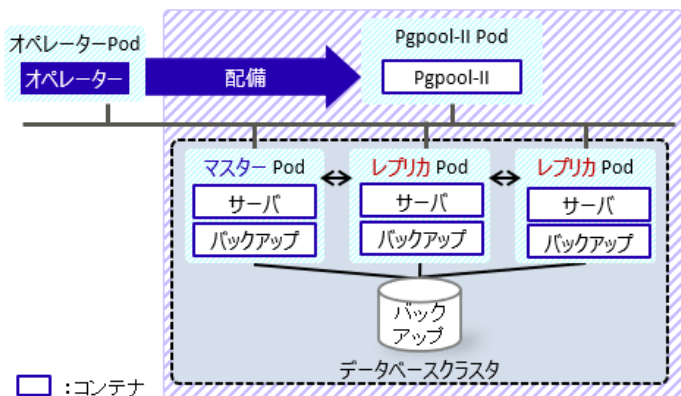 オペレーターPod
オペレーター
配備
Pgpool-II Pod
Pgpool-II
マスター Pod
サーバ
バックアップ
レプリカ Pod
サーバ
バックアップ
レプリカ Pod
サーバ
バックアップ
バック
アップ
データベースクラスタ
:コンテナ